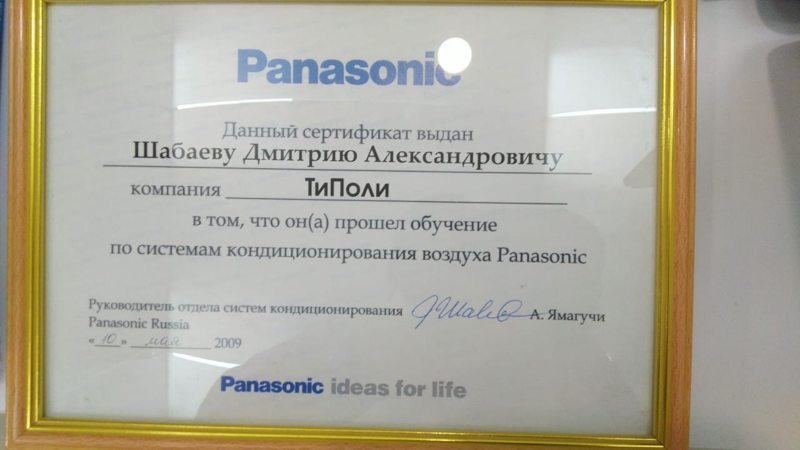 Panasonic
Данный сертификат выдан
Шабаеву Дмитрию Александровичу
компания ТиПоли
в том, что он(а) прошел обучение
по системам кондиционирования воздуха Panasonic
Руководитель отдела систем кондиционирования А. Ямагучи
Panasonic Russia
«10» мая 2009
Panasonic ideas for life